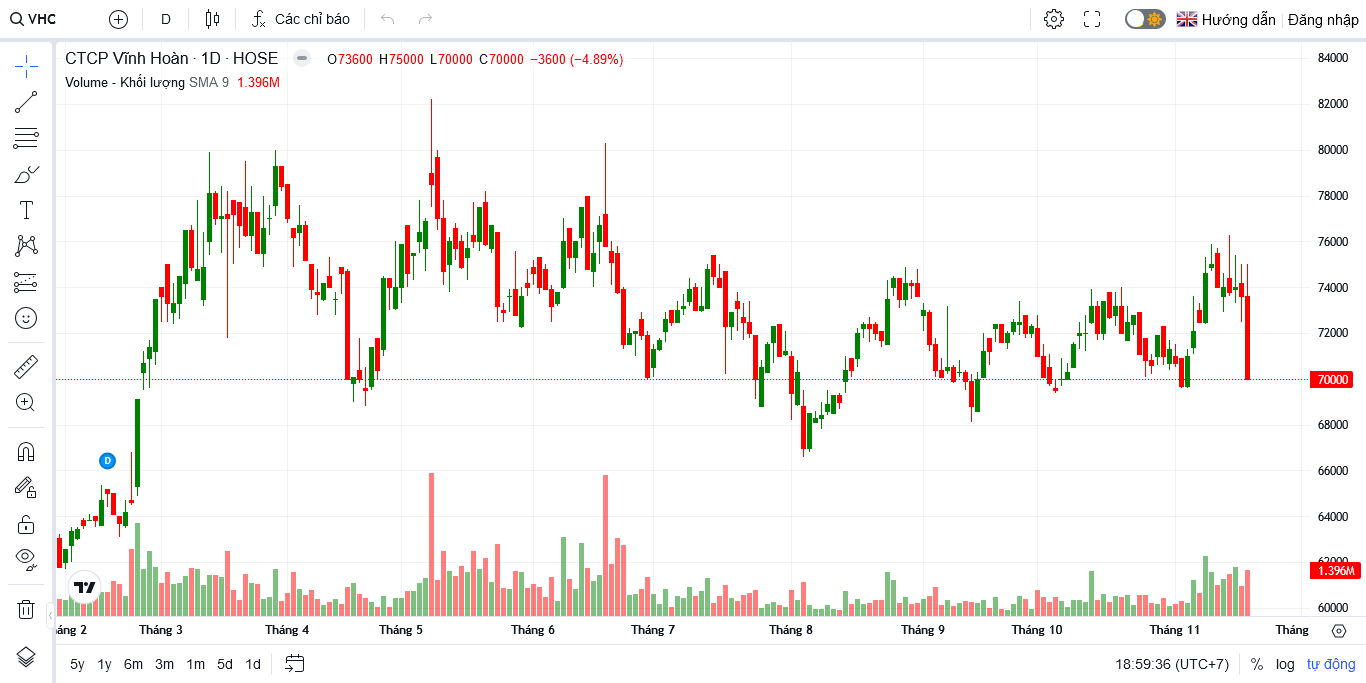 VHC D Các chỉ báo Hướng dẫn Đăng nhập
CTCP Vĩnh Hoàn · 1D · HOSE O73600 H75000 L70000 C70000 −3600 (−4.89%)
Volume - Khối lượng SMA 9 1.396M
84000
82000
80000
78000
76000
74000
72000
70000
68000
66000
D
64000
62000
1.396M
60000
áng 2 Tháng 3 Tháng 4 Tháng 5 Tháng 6 Tháng 7 Tháng 8 Tháng 9 Tháng 10 Tháng 11 Tháng
5y 1y 6m 3m 1m 5d 1d 18:59:36 (UTC+7) % log tự động